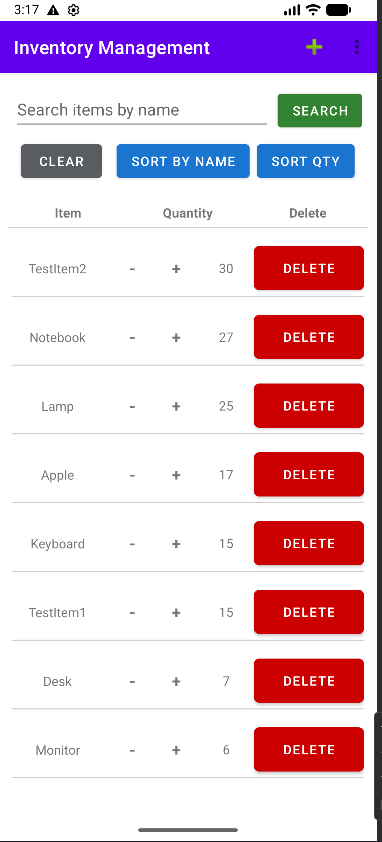 3:17
Inventory Management +
Search items by name SEARCH
CLEAR SORT BY NAME SORT QTY
Item Quantity Delete
TestItem2 - + 30 DELETE
Notebook - + 27 DELETE
Lamp - + 25 DELETE
Apple - + 17 DELETE
Keyboard - + 15 DELETE
TestItem1 - + 15 DELETE
Desk - + 7 DELETE
Monitor - + 6 DELETE